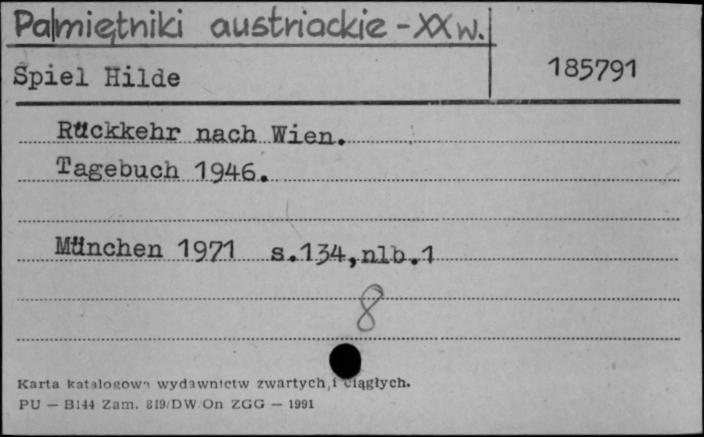 Pamiętniki austriackie - XX w.
Spiel Hilde
185791
Rückkehr nach Wien.
Tagebuch 1946.
München 1971 s.134,nlb.1
8
Karta katalogowa wydawnictw zwartych i ciągłych.
PU — B144 Zam. 819/DW/On ZGG — 1991